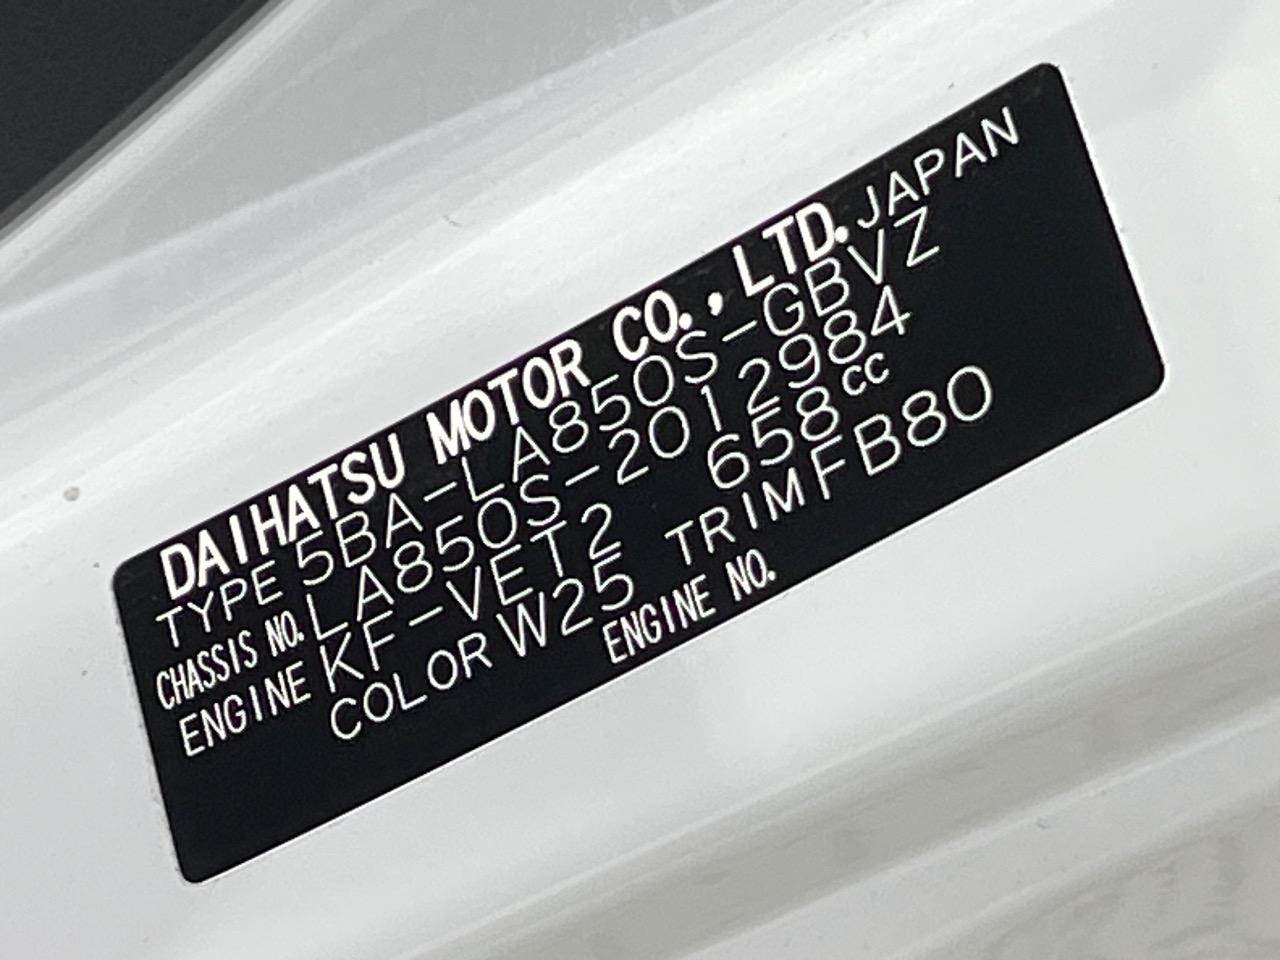 DAIHATSU MOTOR CO., LTD. JAPAN
TYPE 5BA-LA850S-GBVZ
CHASSIS NO. LA850S-2012984
ENGINE KF-VET2 658cc
COLOR W25 TRIM FB80
ENGINE NO.